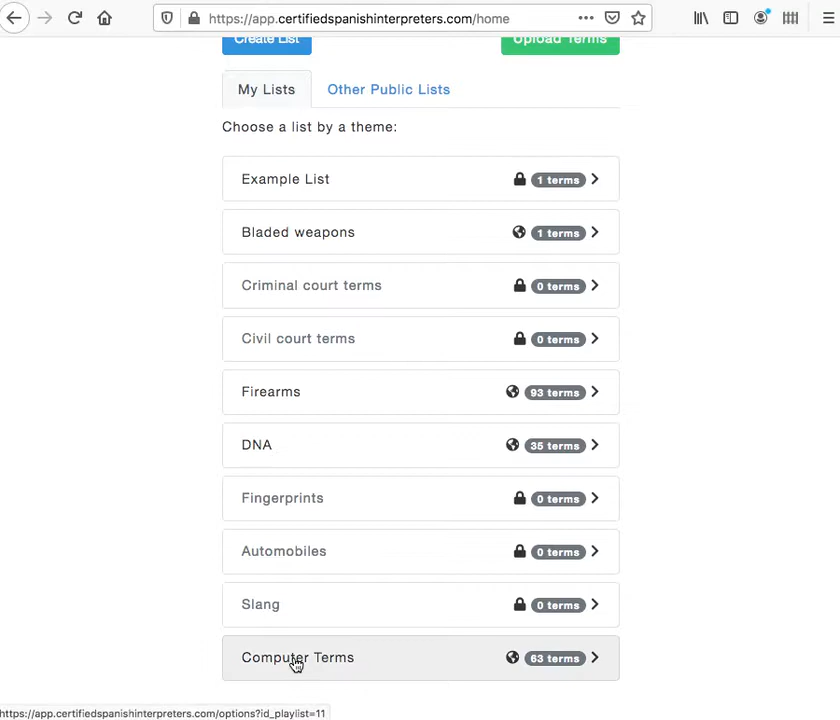 https://app.certifiedspanishinterpreters.com/home
Create List
Upload Terms
My Lists
Other Public Lists
Choose a list by a theme:
Example List 1 terms
Bladed weapons 1 terms
Criminal court terms 0 terms
Civil court terms 0 terms
Firearms 93 terms
DNA 35 terms
Fingerprints 0 terms
Automobiles 0 terms
Slang 0 terms
Computer Terms 63 terms
https://app.certifiedspanishinterpreters.com/options?id_playlist=11